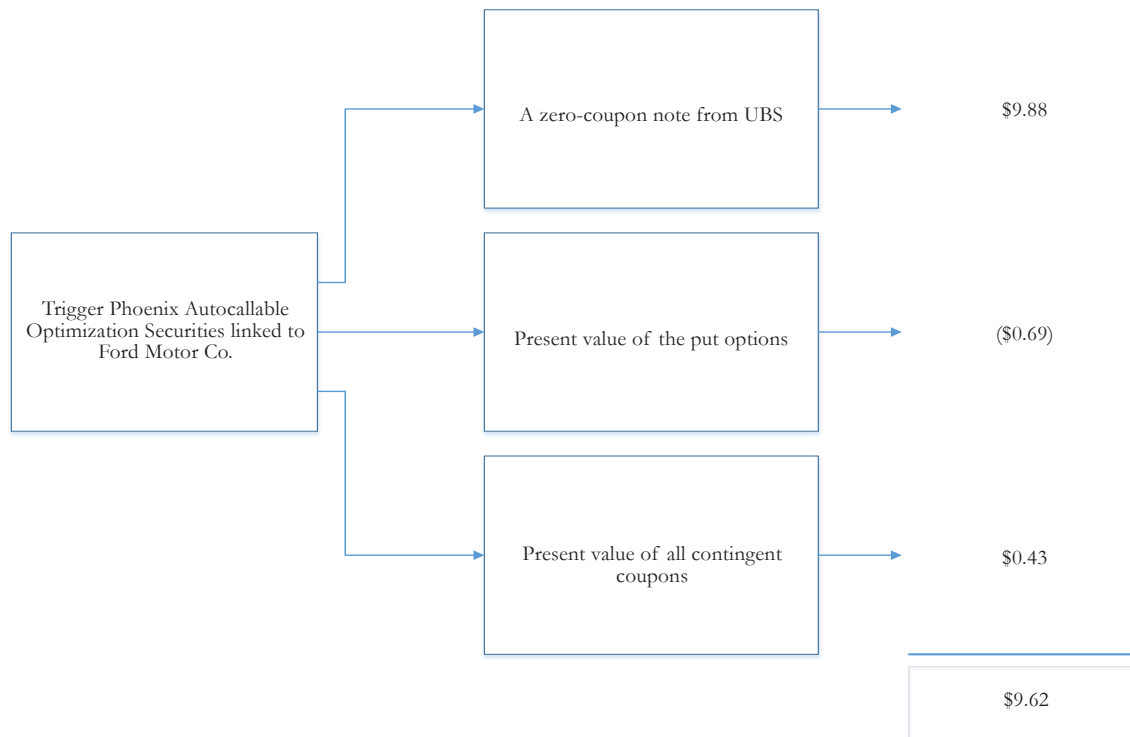 A zero-coupon note from UBS
$9.88
Trigger Phoenix Autocallable
Optimization Securities linked to
Ford Motor Co.
Present value of the put options
($0.69)
Present value of all contingent
coupons
$0.43
$9.62